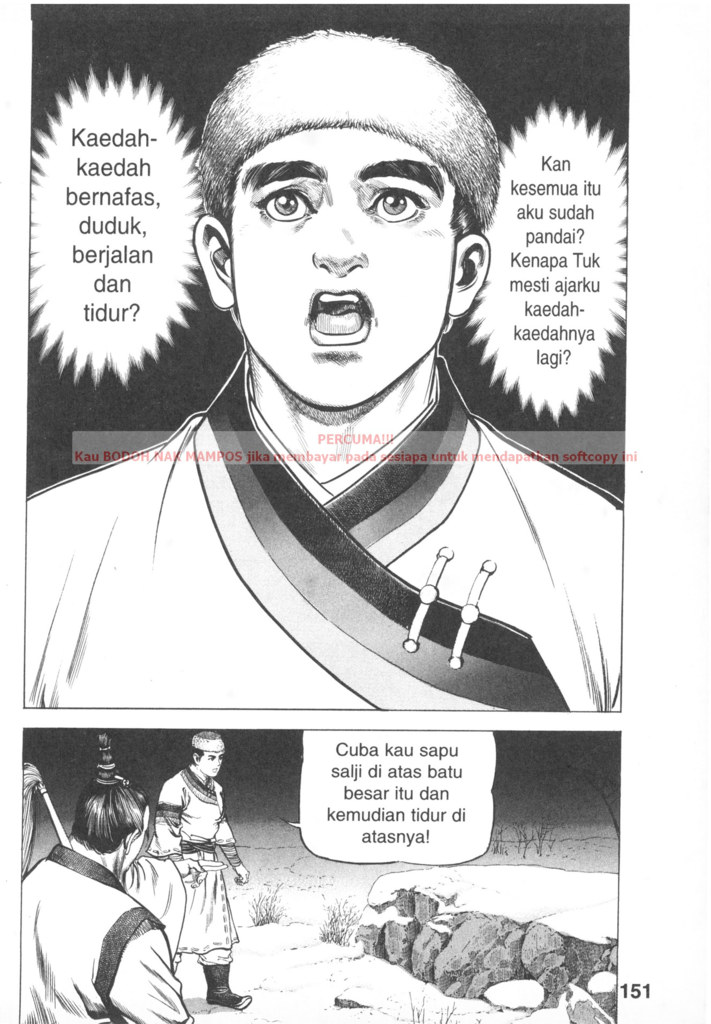 Kaedah-
kaedah
bernafas,
duduk,
berjalan
dan
tidur?
Kan
kesemua itu
aku sudah
pandai?
Kenapa Tuk
mesti ajarku
kaedah-
kaedahnya
lagi?
PERCUMA!!!
Kau BODOH NAK MAMPOS jika membayar pada sesiapa untuk mendapatkan softcopy ini
Cuba kau sapu
salji di atas batu
besar itu dan
kemudian tidur di
atasnya!
151